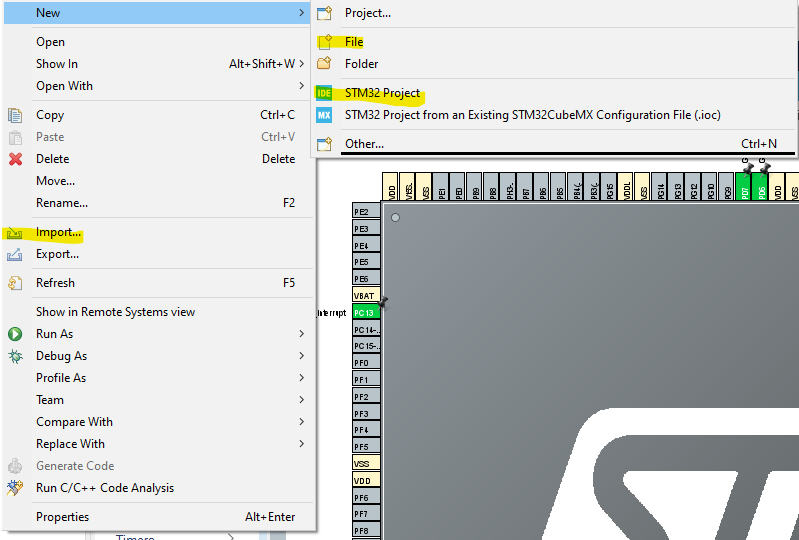 New
Open
Show In Alt+Shift+W
Open With
Copy Ctrl+C
Paste Ctrl+V
Delete Delete
Move...
Rename... F2
Import...
Export...
Refresh F5
Show in Remote Systems view
Run As
Debug As
Profile As
Team
Compare With
Replace With
Generate Code
Run C/C++ Code Analysis
Properties Alt+Enter
Project...
File
Folder
IDE STM32 Project
MX STM32 Project from an Existing STM32CubeMX Configuration File (.ioc)
Other... Ctrl+N
VDD
VSS
PE1
PE0
PB9
PB8
PH3-..
PB7
PB6
PB5
PB4(..
PB3(..
PG15
VDD..
VSS
PG14
PG13
PG12
PG10
PG9
PD7
PD6
VDD
VSS
PE2
PE3
PE4
PE5
PE6
VBAT
Interrupt PC13
PC14-..
PC15-..
PF0
PF1
PF2
PF3
PF4
PF5
VSS
VDD
PF6
PF7
PF8